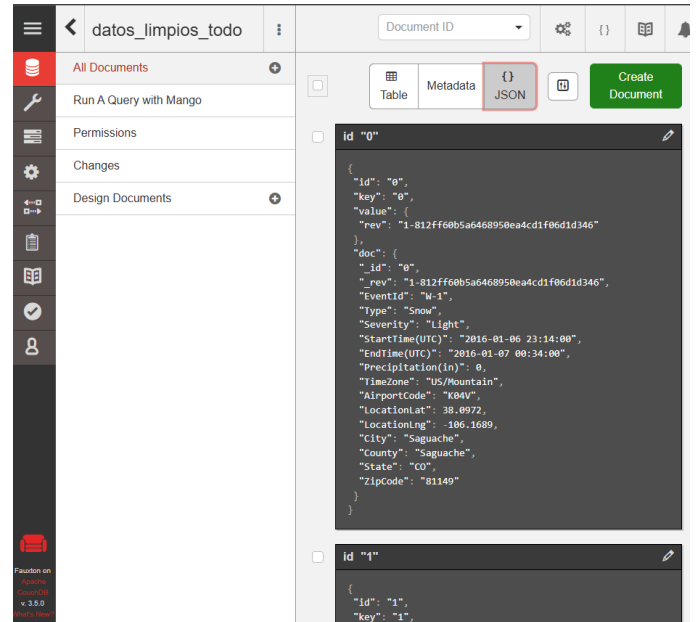 datos_limpios_todo
Document ID
{}
All Documents
Run A Query with Mango
Permissions
Changes
Design Documents
Table
Metadata
{}
JSON
Create
Document
id "0"
{
"id": "0",
"key": "0",
"value": {
"rev": "1-812ff60b5a6468950ea4cd1f06d1d346"
},
"doc": {
"_id": "0",
"_rev": "1-812ff60b5a6468950ea4cd1f06d1d346",
"EventId": "W-1",
"Type": "Snow",
"Severity": "Light",
"StartTime(UTC)": "2016-01-06 23:14:00",
"EndTime(UTC)": "2016-01-07 00:34:00",
"Precipitation(in)": 0,
"TimeZone": "US/Mountain",
"AirportCode": "K04V",
"LocationLat": 38.0972,
"LocationLng": -106.1689,
"City": "Saguache",
"County": "Saguache",
"State": "CO",
"ZipCode": "81149"
}
}
id "1"
{
"id": "1",
"key": "1",
Fauxton on
Apache
CouchDB
v. 3.5.0
What's New?